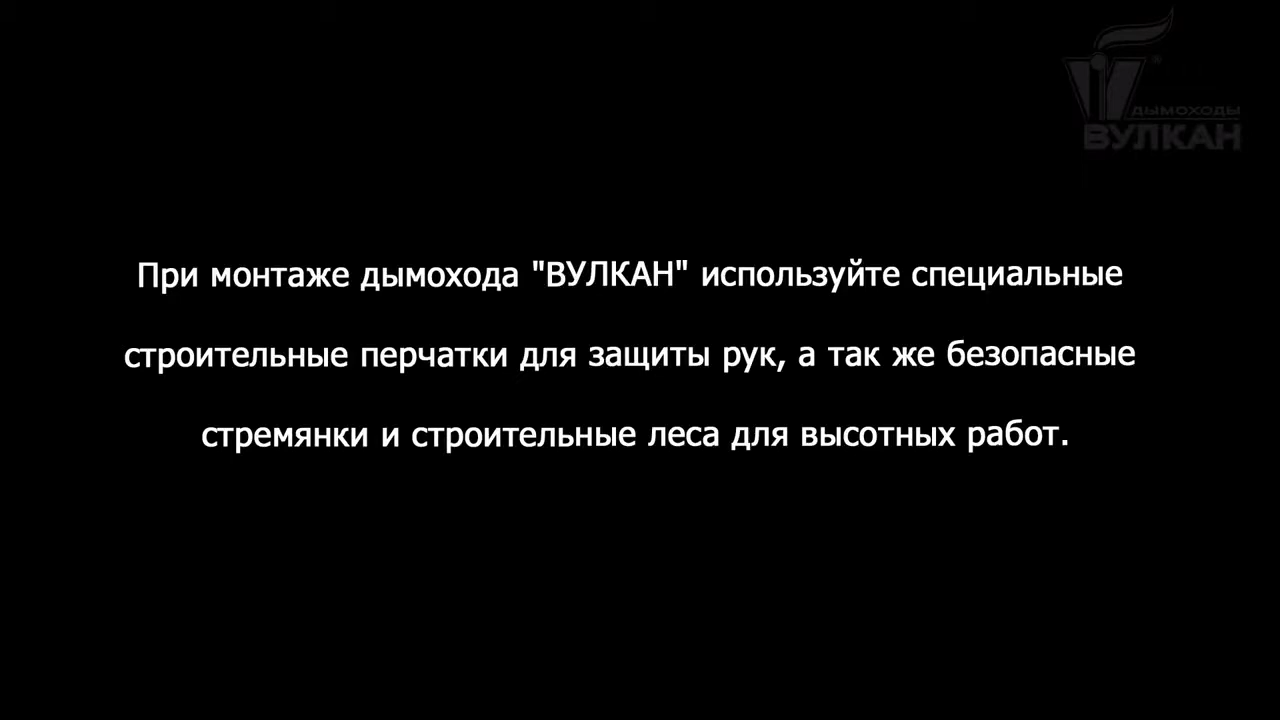 ДЫМОХОДЫ
ВУЛКАН
При монтаже дымохода "ВУЛКАН" используйте специальные
строительные перчатки для защиты рук, а так же безопасные
стремянки и строительные леса для высотных работ.